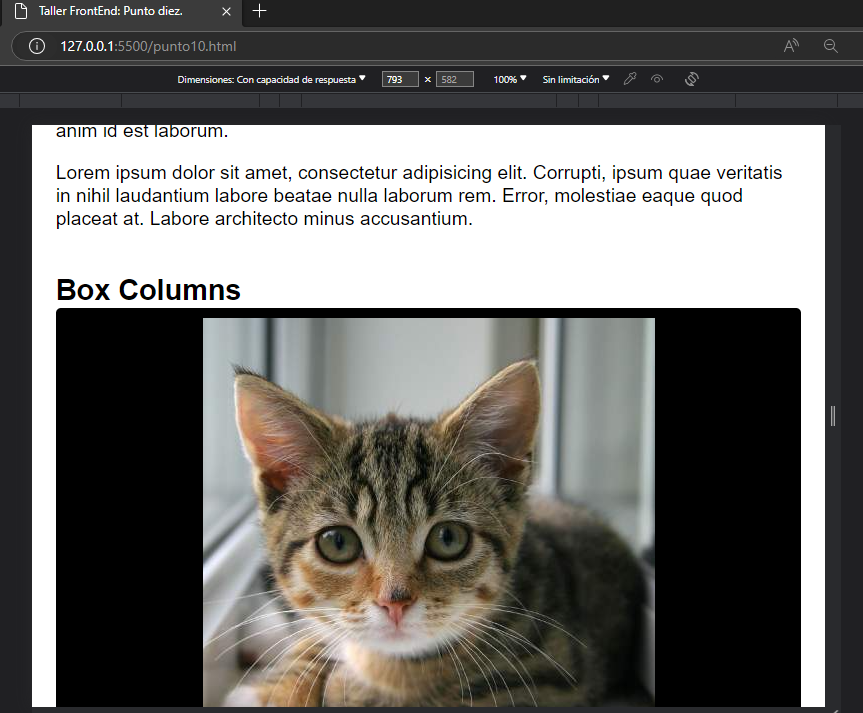 Taller FrontEnd: Punto diez.
127.0.0.1:5500/punto10.html
Dimensiones: Con capacidad de respuesta 793 × 582 100% Sin limitación
anim id est laborum.
Lorem ipsum dolor sit amet, consectetur adipisicing elit. Corrupti, ipsum quae veritatis
in nihil laudantium labore beatae nulla laborum rem. Error, molestiae eaque quod
placeat at. Labore architecto minus accusantium.
Box Columns